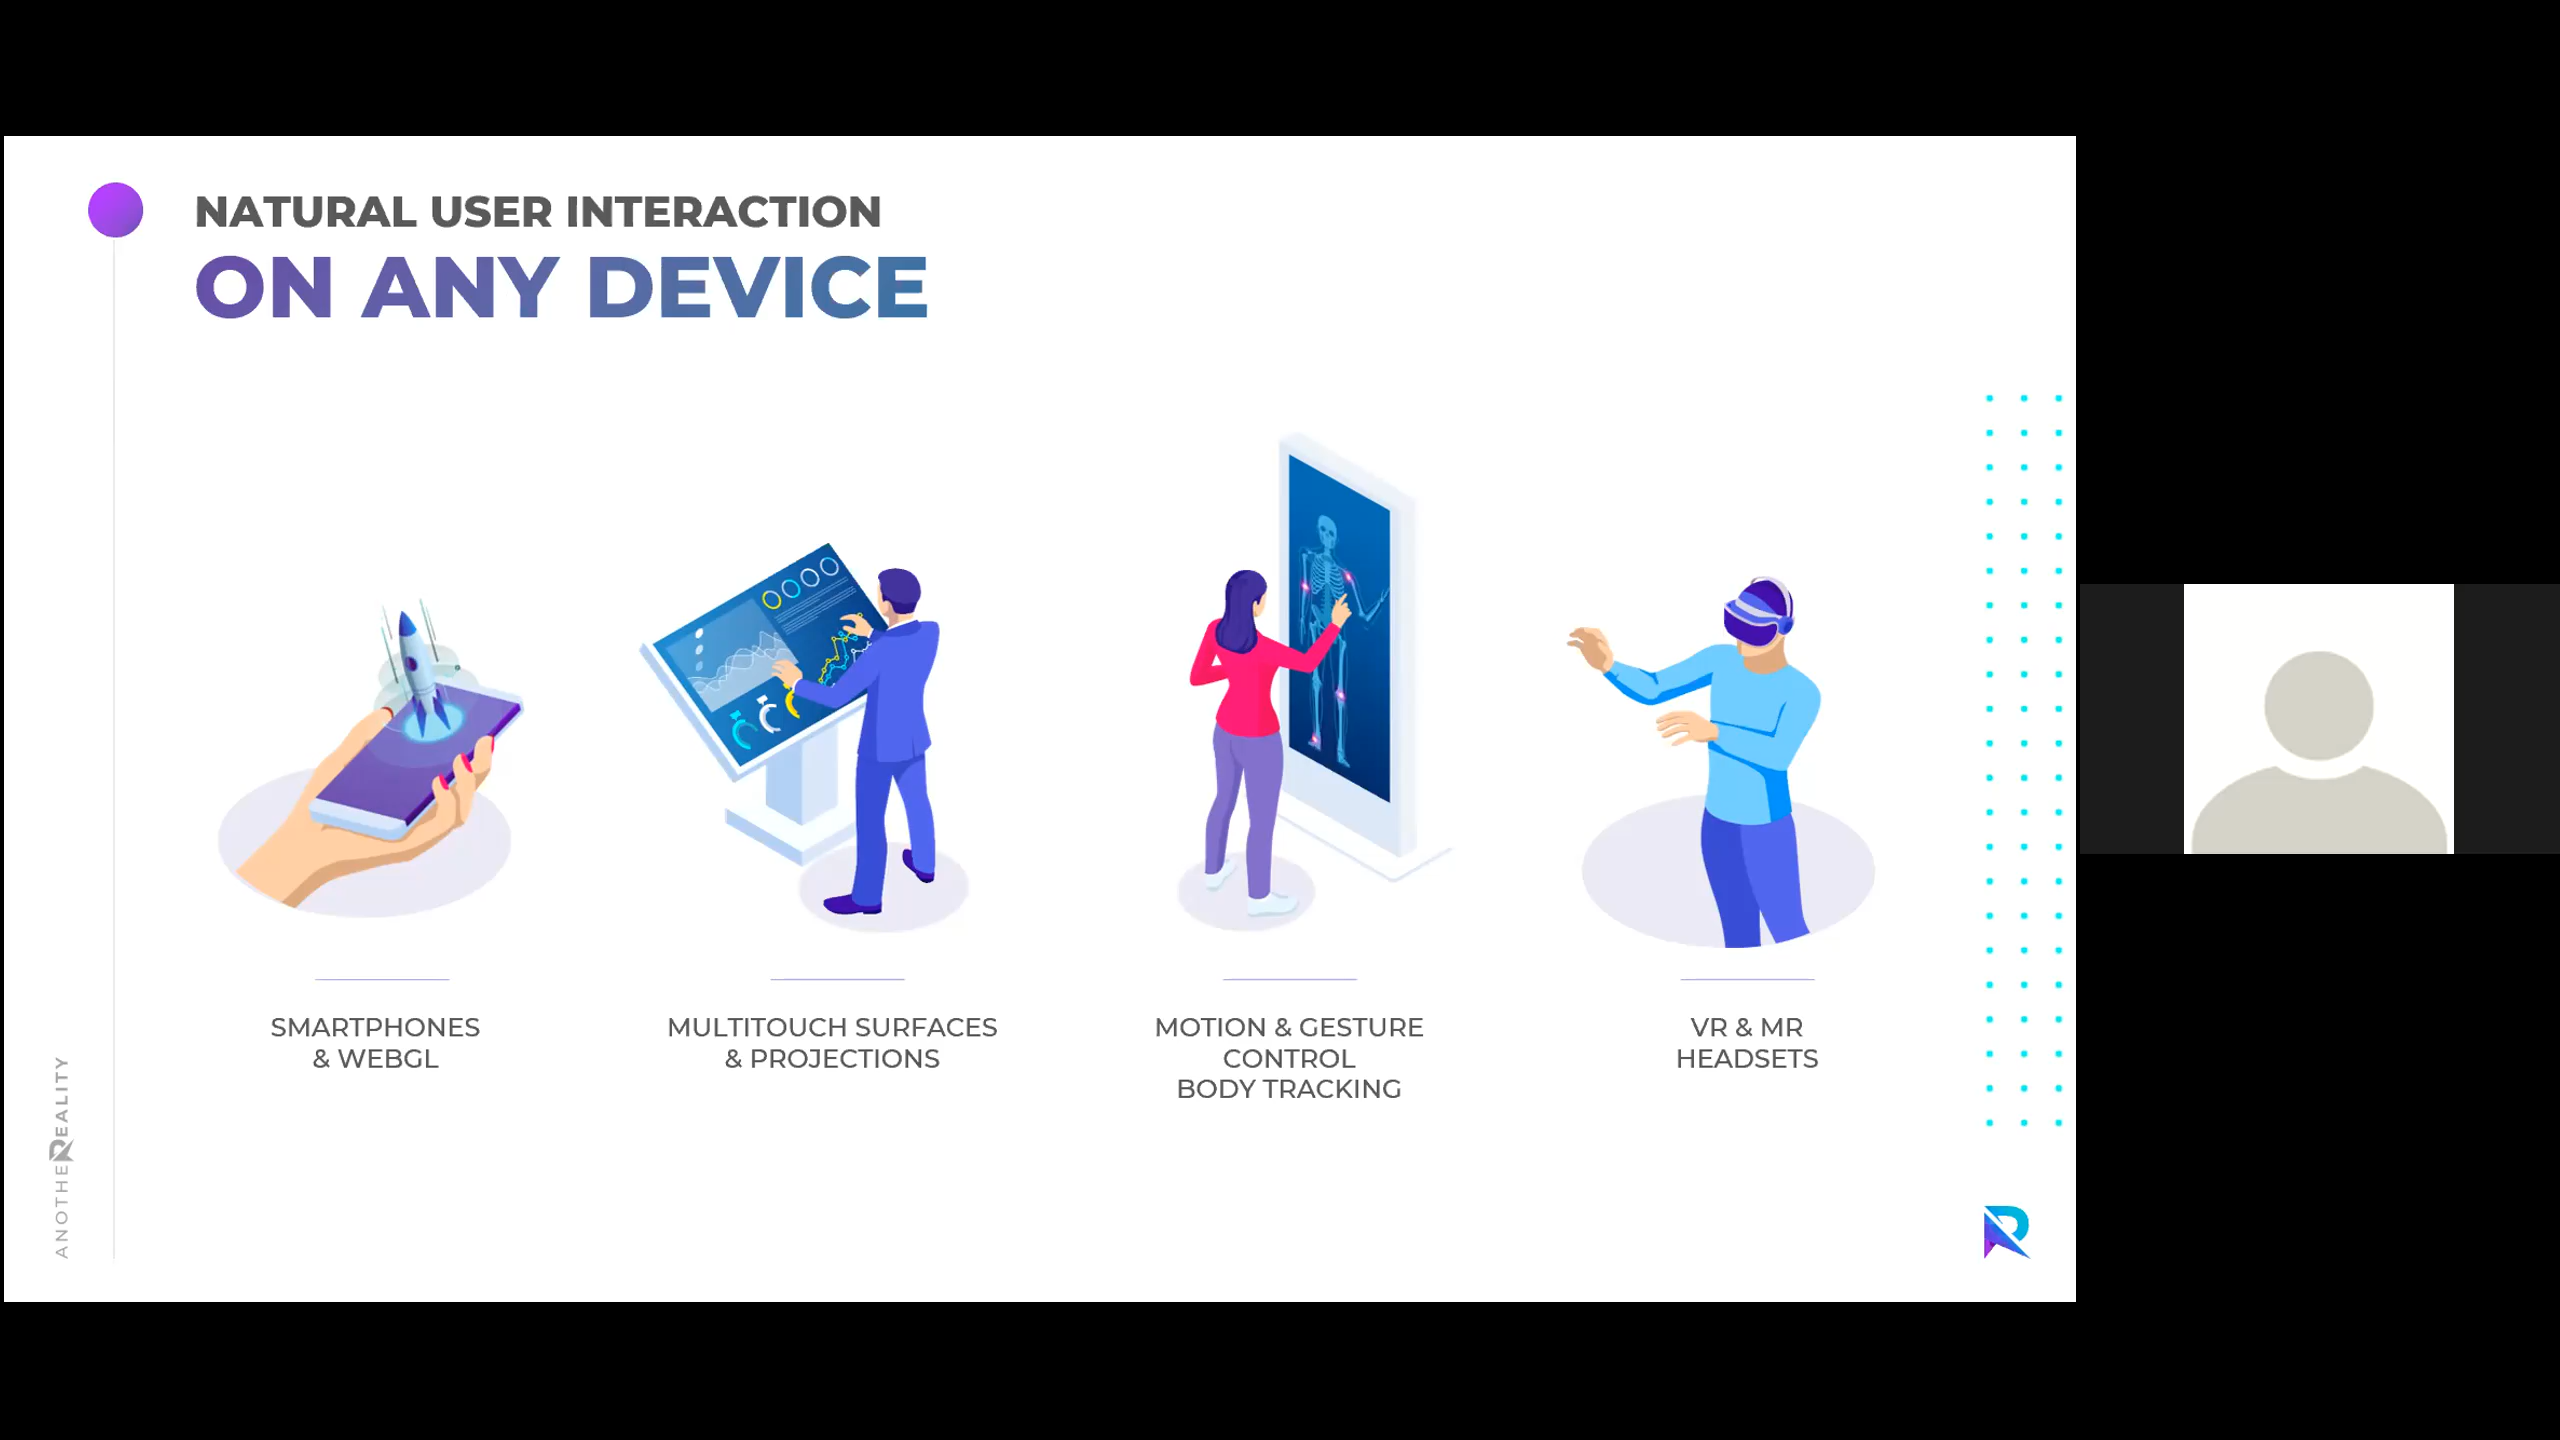 NATURAL USER INTERACTION
ON ANY DEVICE
SMARTPHONES
& WEBGL
MULTITOUCH SURFACES
& PROJECTIONS
MOTION & GESTURE
CONTROL
BODY TRACKING
VR & MR
HEADSETS
ANOTHEREALITY